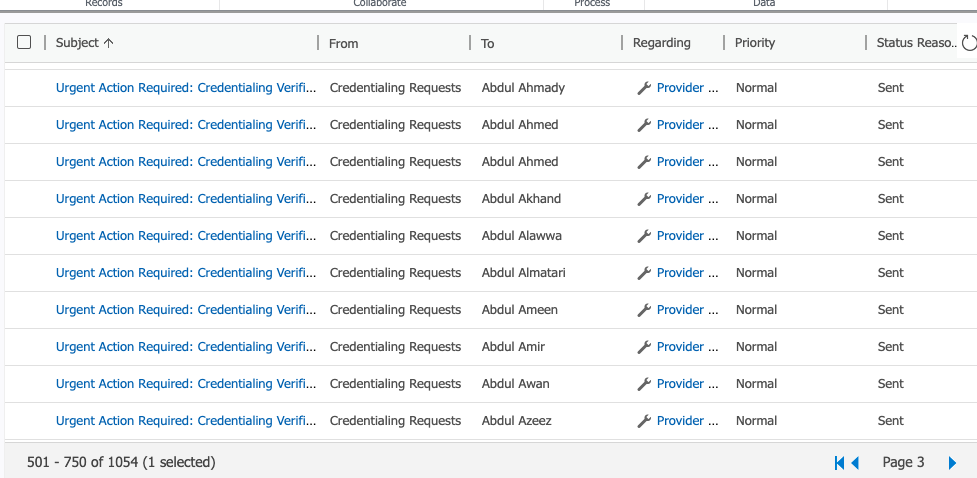 Records Collaborate Process Data
Subject ↑ From To Regarding Priority Status Reaso...
Urgent Action Required: Credentialing Verifi... Credentialing Requests Abdul Ahmady Provider ... Normal Sent
Urgent Action Required: Credentialing Verifi... Credentialing Requests Abdul Ahmed Provider ... Normal Sent
Urgent Action Required: Credentialing Verifi... Credentialing Requests Abdul Ahmed Provider ... Normal Sent
Urgent Action Required: Credentialing Verifi... Credentialing Requests Abdul Akhand Provider ... Normal Sent
Urgent Action Required: Credentialing Verifi... Credentialing Requests Abdul Alawwa Provider ... Normal Sent
Urgent Action Required: Credentialing Verifi... Credentialing Requests Abdul Almatari Provider ... Normal Sent
Urgent Action Required: Credentialing Verifi... Credentialing Requests Abdul Ameen Provider ... Normal Sent
Urgent Action Required: Credentialing Verifi... Credentialing Requests Abdul Amir Provider ... Normal Sent
Urgent Action Required: Credentialing Verifi... Credentialing Requests Abdul Awan Provider ... Normal Sent
Urgent Action Required: Credentialing Verifi... Credentialing Requests Abdul Azeez Provider ... Normal Sent
501 - 750 of 1054 (1 selected) Page 3